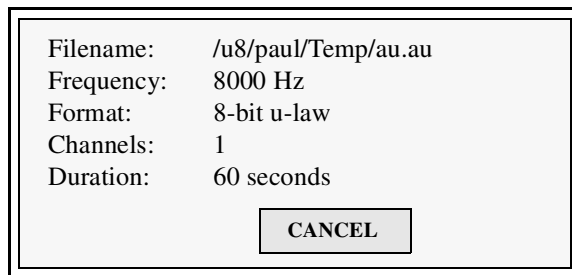 Filename: /u8/paul/Temp/au.au
Frequency: 8000 Hz
Format: 8-bit u-law
Channels: 1
Duration: 60 seconds
CANCEL